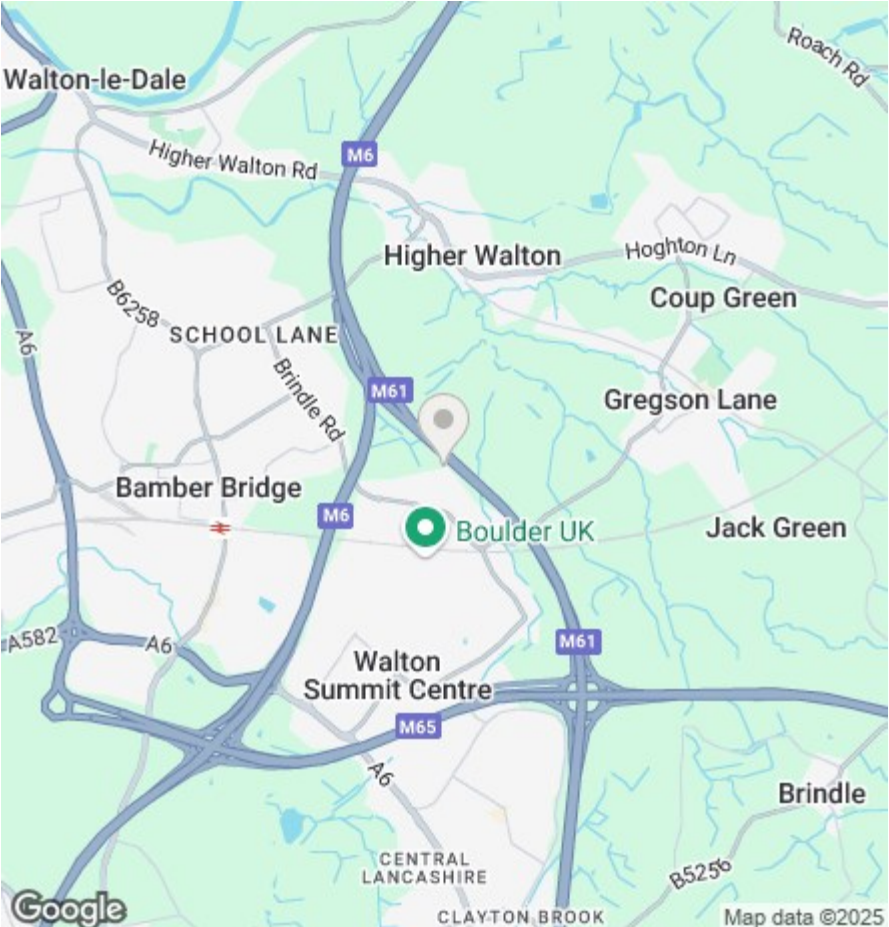 Roach Rd
Walton-le-Dale
M6
Higher Walton Rd
Higher Walton
Hoghton Ln
Coup Green
B6258
SCHOOL LANE
A6
Brindle Rd
M61
Gregson Lane
Bamber Bridge
M6
Boulder UK
Jack Green
A582
A6
M61
Walton
Summit Centre
M65
A6
Brindle
CENTRAL
LANCASHIRE
B5256
CLAYTON BROOK
Google
Map data ©2025